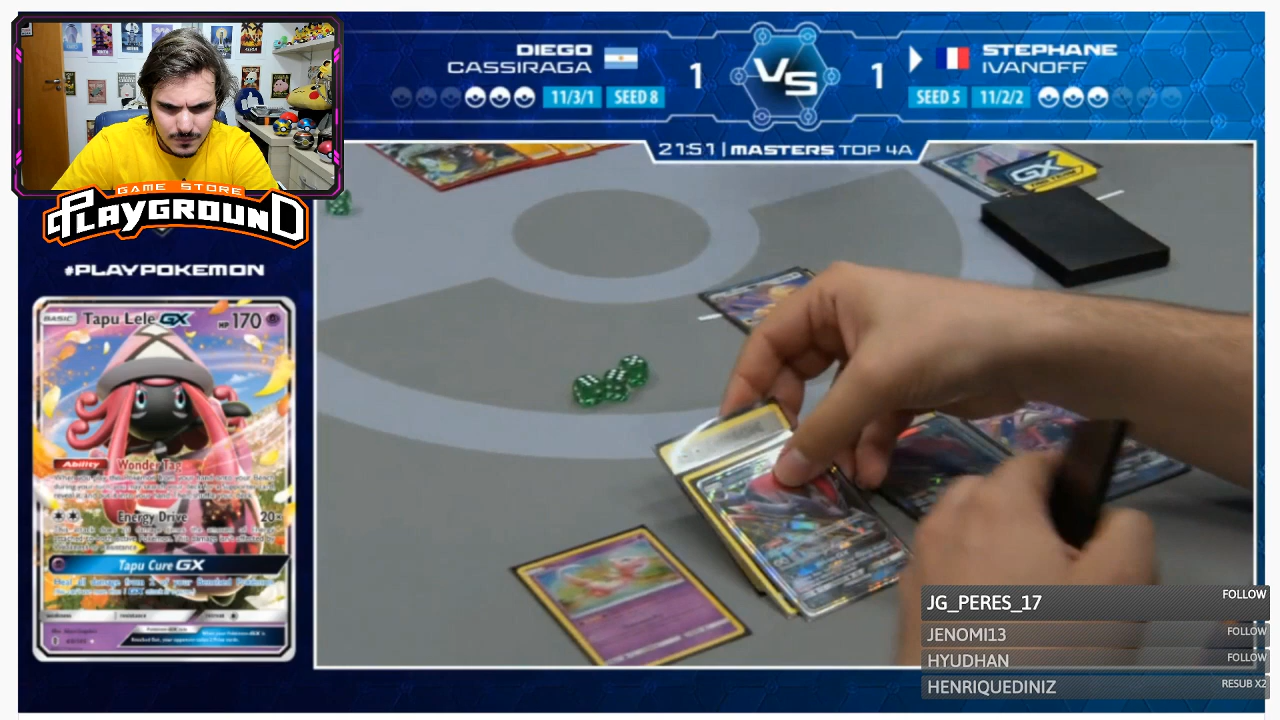 DIEGO
CASSIRAGA
11/3/1
SEED 8
1
VS
1
STEPHANE
IVANOFF
SEED 5
11/2/2
21:51 | MASTERS TOP 4A
GX
GAME STORE
PLAYGROUND
#PLAYPOKEMON
BASIC
Tapu Lele GX
HP 170
Ability Wonder Tag
Energy Drive 20×
Tapu Cure GX
JG_PERES_17 FOLLOW
JENOMI13 FOLLOW
HYUDHAN FOLLOW
HENRIQUEDINIZ RESUB X2